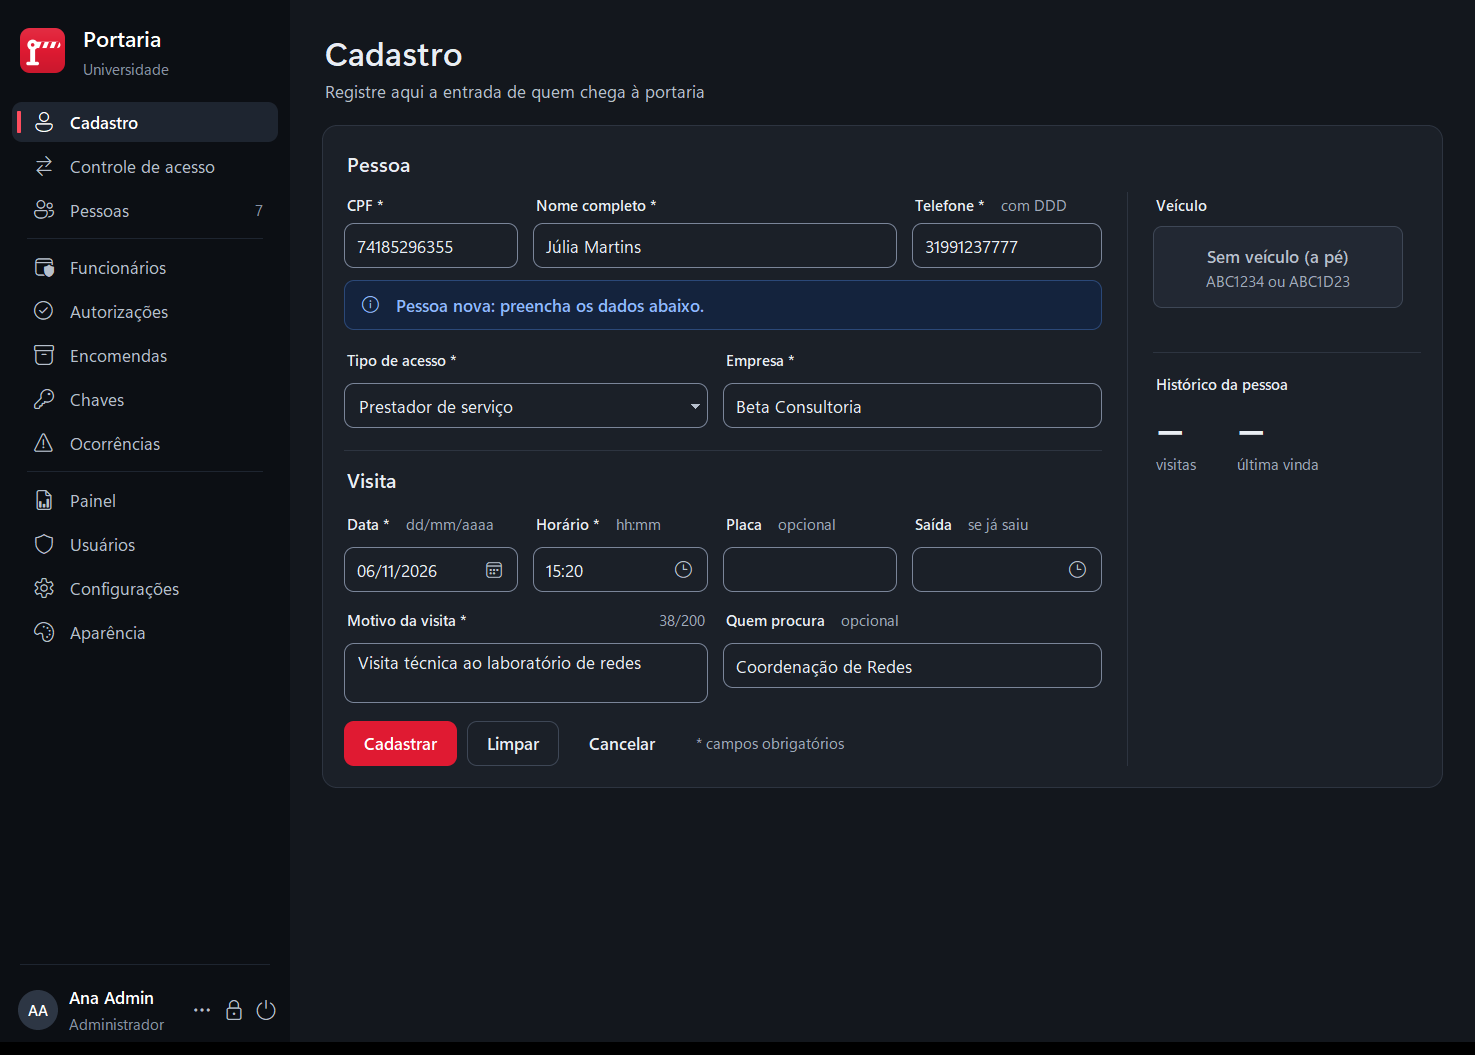 Portaria
Universidade
Cadastro
Controle de acesso
Pessoas 7
Funcionários
Autorizações
Encomendas
Chaves
Ocorrências
Painel
Usuários
Configurações
Aparência
AA
Ana Admin
Administrador
Cadastro
Registre aqui a entrada de quem chega à portaria
Pessoa
CPF * Nome completo * Telefone * com DDD
74185296355 Júlia Martins 31991237777
Pessoa nova: preencha os dados abaixo.
Tipo de acesso * Empresa *
Prestador de serviço Beta Consultoria
Visita
Data * dd/mm/aaaa Horário * hh:mm Placa opcional Saída se já saiu
06/11/2026 15:20
Motivo da visita * 38/200 Quem procura opcional
Visita técnica ao laboratório de redes Coordenação de Redes
Cadastrar Limpar Cancelar * campos obrigatórios
Veículo
Sem veículo (a pé)
ABC1234 ou ABC1D23
Histórico da pessoa
— —
visitas última vinda